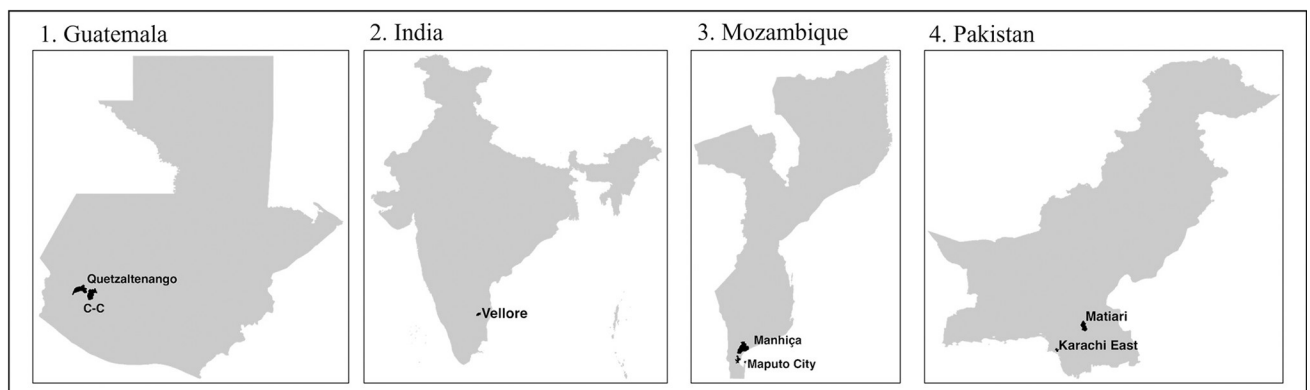 1. Guatemala
2. India
3. Mozambique
4. Pakistan
Quetzaltenango
C-C
Vellore
Manhiça
Maputo City
Matiari
Karachi East